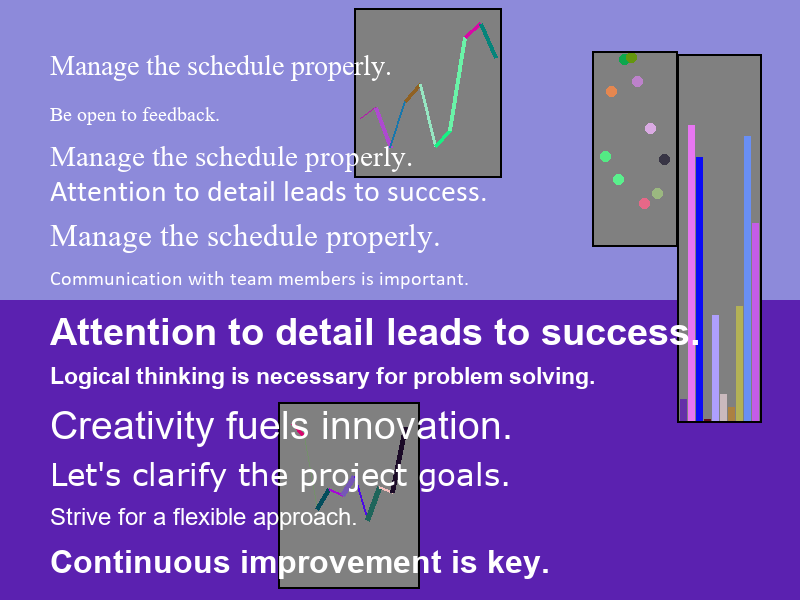 Manage the schedule properly.
Be open to feedback.
Manage the schedule properly.
Attention to detail leads to success.
Manage the schedule properly.
Communication with team members is important.
Attention to detail leads to success.
Logical thinking is necessary for problem solving.
Creativity fuels innovation.
Let's clarify the project goals.
Strive for a flexible approach.
Continuous improvement is key.